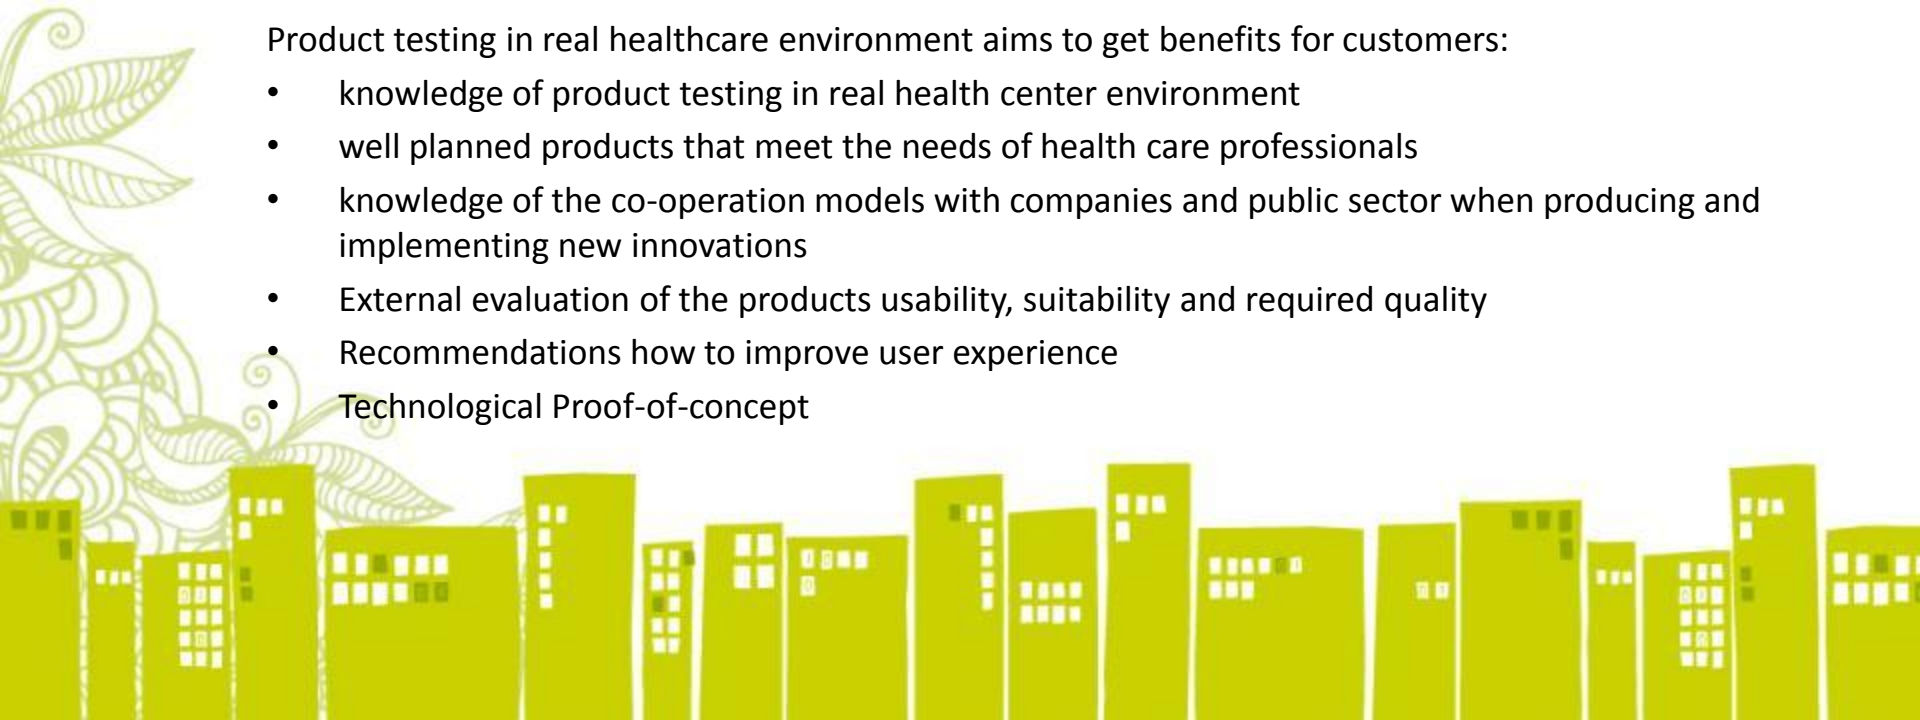 Product testing in real healthcare environment aims to get benefits for customers:
• knowledge of product testing in real health center environment
• well planned products that meet the needs of health care professionals
• knowledge of the co-operation models with companies and public sector when producing and
implementing new innovations
• External evaluation of the products usability, suitability and required quality
• Recommendations how to improve user experience
• Technological Proof-of-concept